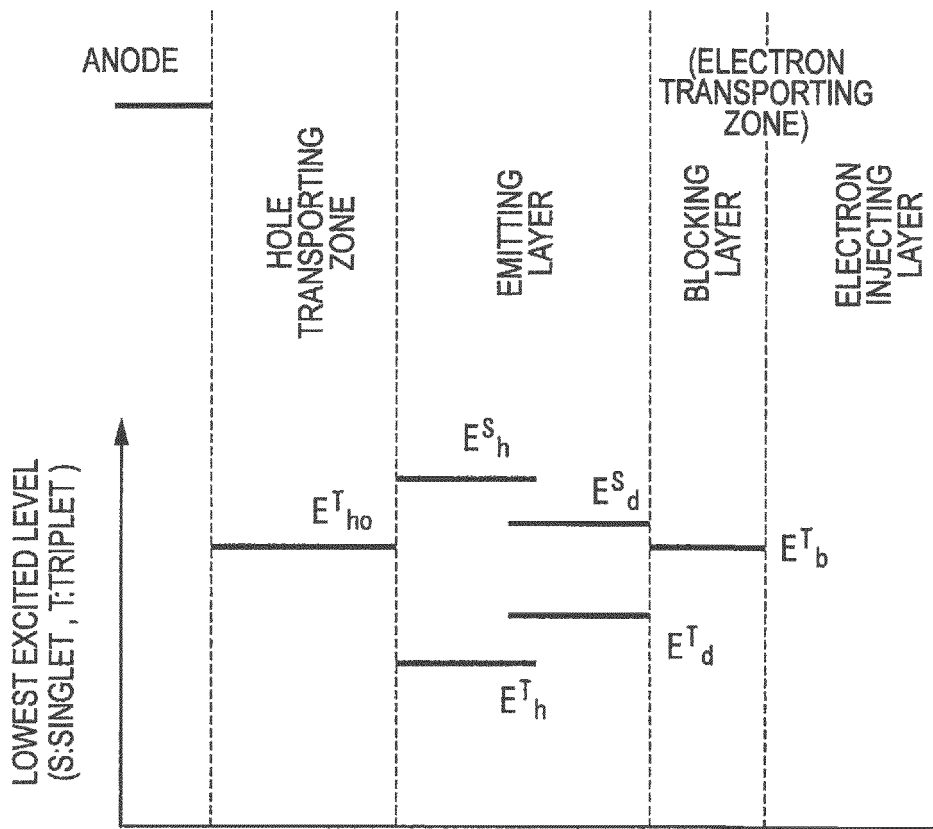 ANODE
(ELECTRON
TRANSPORTING
ZONE)
HOLE
TRANSPORTING
ZONE
EMITTING
LAYER
BLOCKING
LAYER
ELECTRON
INJECTING
LAYER
LOWEST EXCITED LEVEL
(S:SINGLET , T:TRIPLET )
E^S_h
E^S_d
E^T_ho
E^T_b
E^T_d
E^T_h